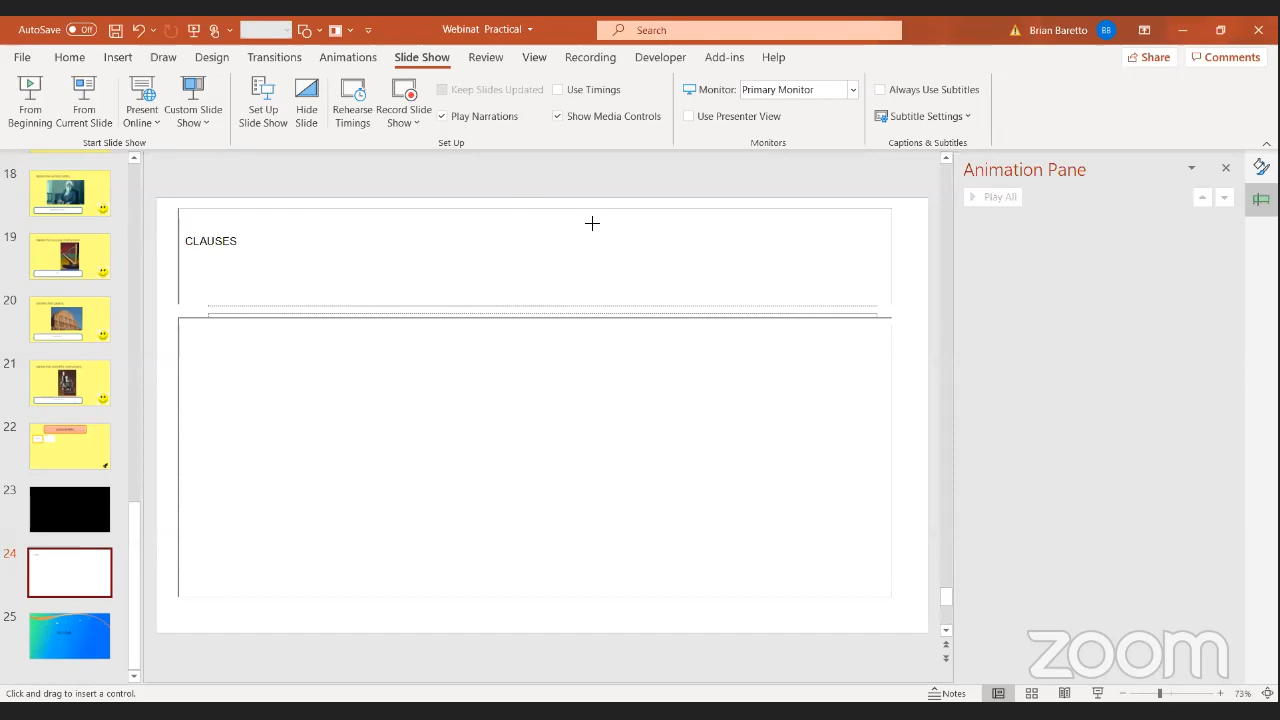 AutoSave Off
Webinat Practical
Search
Brian Baretto BB
File Home Insert Draw Design Transitions Animations Slide Show Review View Recording Developer Add-ins Help
Share Comments
From Beginning
From Current Slide
Present Online
Custom Slide Show
Set Up Slide Show
Hide Slide
Rehearse Timings
Record Slide Show
Keep Slides Updated
Use Timings
Play Narrations
Show Media Controls
Monitor: Primary Monitor
Use Presenter View
Always Use Subtitles
Subtitle Settings
Start Slide Show
Set Up
Monitors
Captions & Subtitles
18
19
20
21
22
23
24
25
CLAUSES
Animation Pane
Play All
zoom
Click and drag to insert a control.
Notes
73%